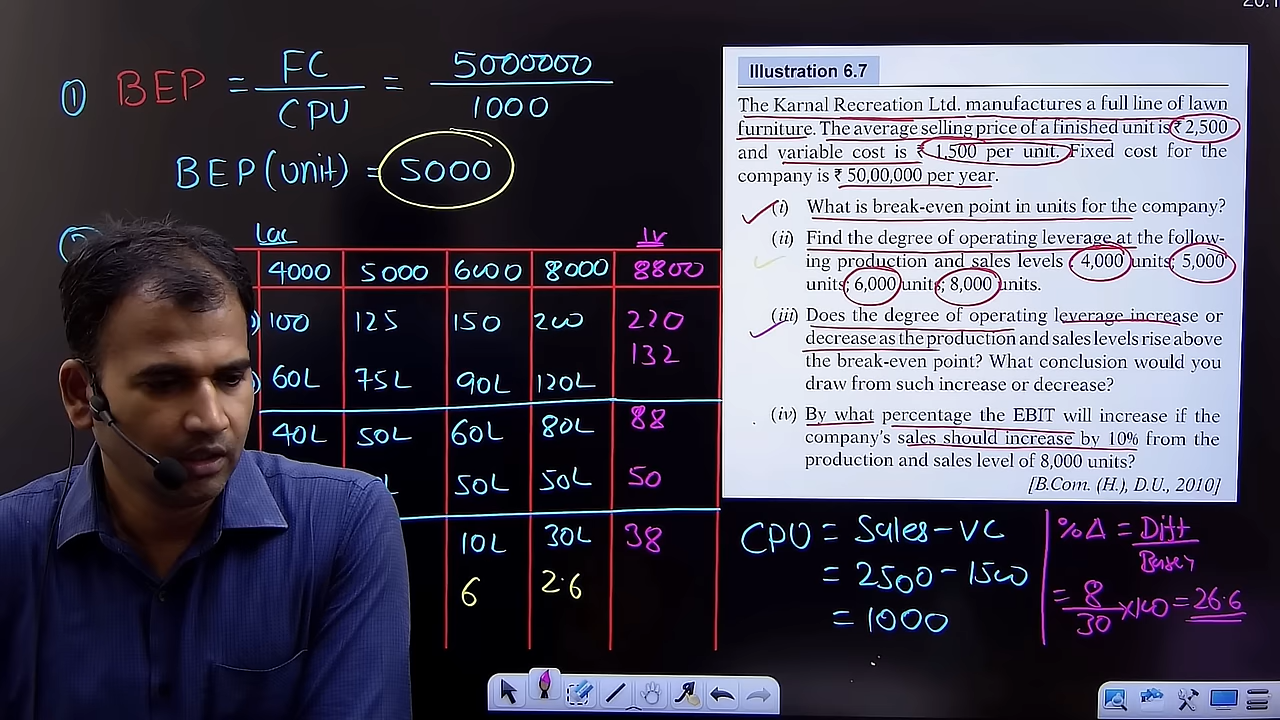 20:1
① BEP = FC / CPU = 5000000 / 1000
BEP (unit) = 5000
②
Lac
iv
4000 5000 6000 8000 8800
100 125 150 200 220
132
60L 75L 90L 120L
40L 50L 60L 80L 88
L 50L 50L 50
10L 30L 38
6 2.6
Illustration 6.7
The Karnal Recreation Ltd. manufactures a full line of lawn
furniture. The average selling price of a finished unit is ₹ 2,500
and variable cost is ₹ 1,500 per unit. Fixed cost for the
company is ₹ 50,00,000 per year.
(i) What is break-even point in units for the company?
(ii) Find the degree of operating leverage at the follow-
ing production and sales levels 4,000 units; 5,000
units; 6,000 units; 8,000 units.
(iii) Does the degree of operating leverage increase or
decrease as the production and sales levels rise above
the break-even point? What conclusion would you
draw from such increase or decrease?
(iv) By what percentage the EBIT will increase if the
company's sales should increase by 10% from the
production and sales level of 8,000 units?
[B.Com. (H.), D.U., 2010]
CPU = Sales - VC
= 2500 - 1500
= 1000
%Δ = Diff
= 8 / 30 × 100 = 26.6